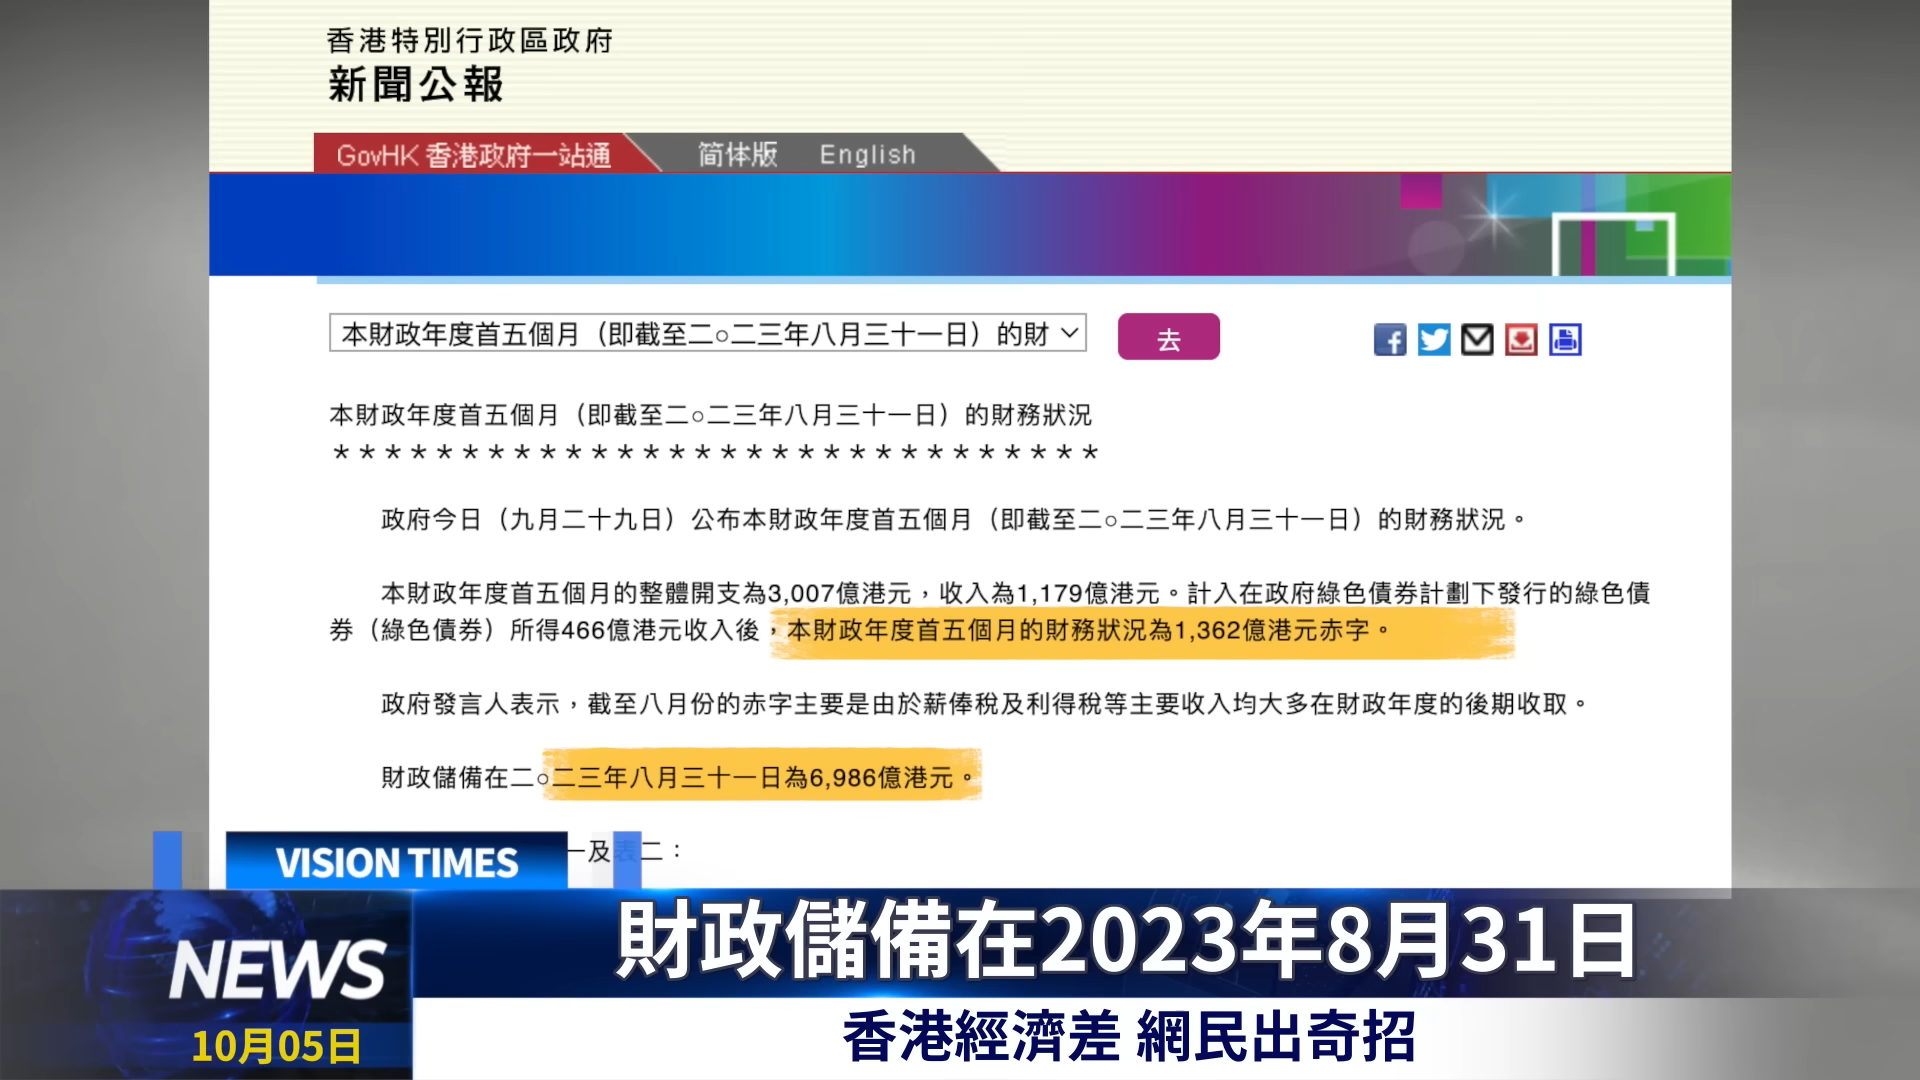 香港特別行政區政府
新聞公報
GovHK 香港政府一站通 简体版 English
本財政年度首五個月（即截至二○二三年八月三十一日）的財 去
本財政年度首五個月（即截至二○二三年八月三十一日）的財務狀況
******************************
政府今日（九月二十九日）公布本財政年度首五個月（即截至二○二三年八月三十一日）的財務狀況。
本財政年度首五個月的整體開支為3,007億港元，收入為1,179億港元。計入在政府綠色債券計劃下發行的綠色債
券（綠色債券）所得466億港元收入後，本財政年度首五個月的財務狀況為1,362億港元赤字。
政府發言人表示，截至八月份的赤字主要是由於薪俸稅及利得稅等主要收入均大多在財政年度的後期收取。
財政儲備在二○二三年八月三十一日為6,986億港元。
一及表二：
VISION TIMES
財政儲備在2023年8月31日
NEWS
10月05日
香港經濟差 網民出奇招